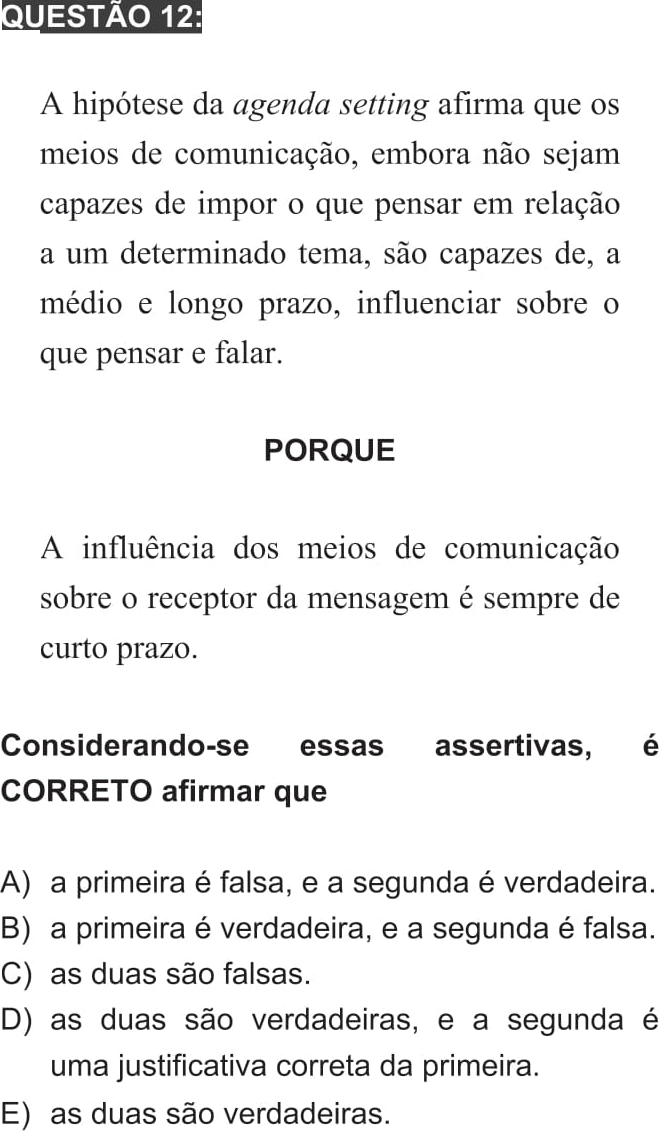 QUESTÃO 12:
A hipótese da agenda setting afirma que os
meios de comunicação, embora não sejam
capazes de impor o que pensar em relação
a um determinado tema, são capazes de, a
médio e longo prazo, influenciar sobre o
que pensar e falar.
PORQUE
A influência dos meios de comunicação
sobre o receptor da mensagem é sempre de
curto prazo.
Considerando-se essas assertivas, é
CORRETO afirmar que
A) a primeira é falsa, e a segunda é verdadeira.
B) a primeira é verdadeira, e a segunda é falsa.
C) as duas são falsas.
D) as duas são verdadeiras, e a segunda é
uma justificativa correta da primeira.
E) as duas são verdadeiras.